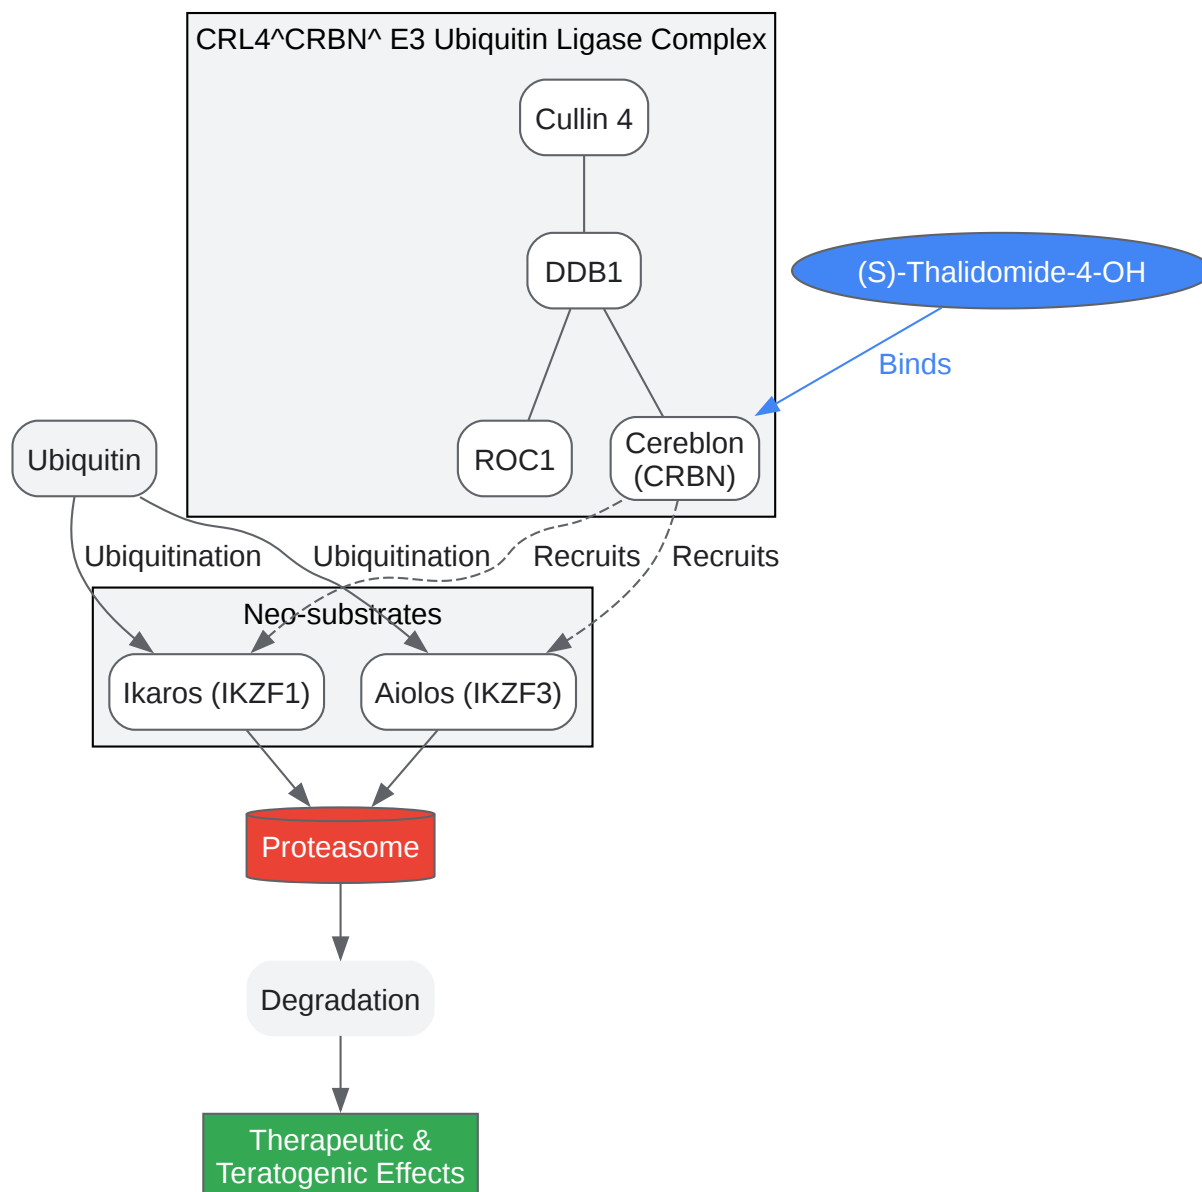 CRL4^CRBN^ E3 Ubiquitin Ligase Complex
Cullin 4
DDB1
(S)-Thalidomide-4-OH
Binds
Ubiquitin
ROC1
Cereblon
(CRBN)
Ubiquitination
Ubiquitination
Recruits
Recruits
Neo-substrates
Ikaros (IKZF1)
Aiolos (IKZF3)
Proteasome
Degradation
Therapeutic &
Teratogenic Effects